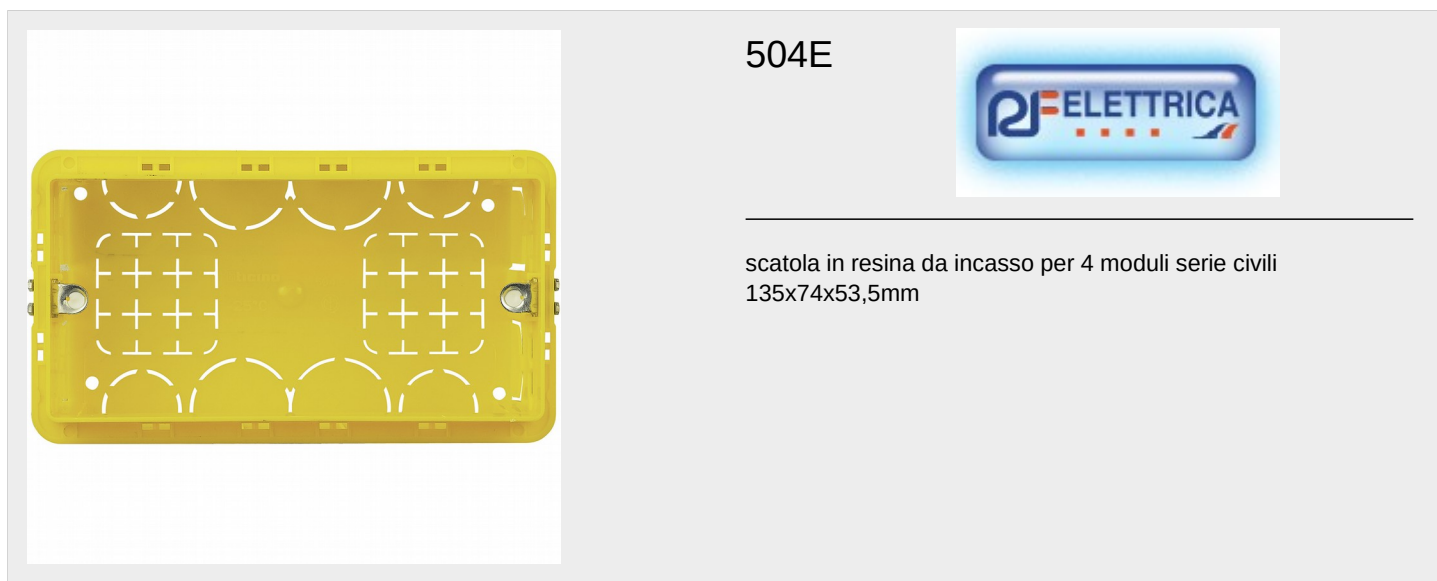 504E
ELETTRICA
scatola in resina da incasso per 4 moduli serie civili
135x74x53,5mm